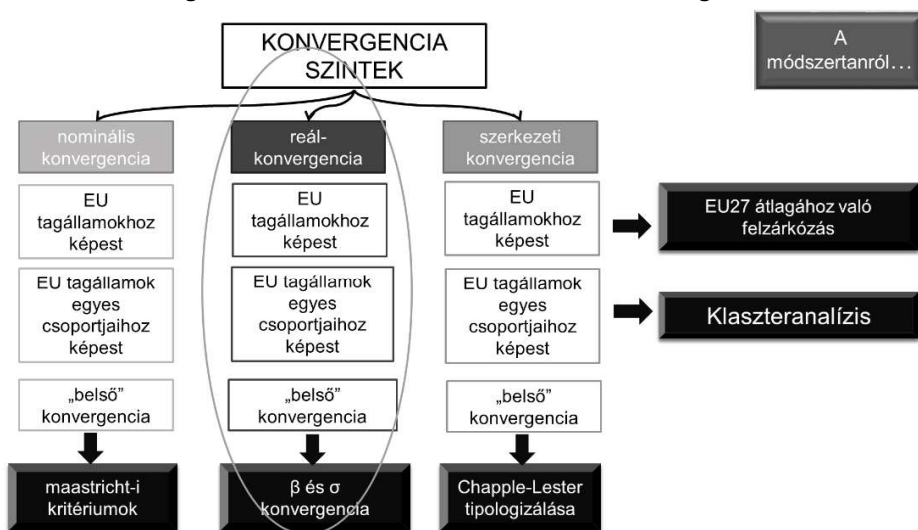 KONVERGENCIA
SZINTEK
A
módszertanról…
nominális
konvergencia
reál-
konvergencia
szerkezeti
konvergencia
EU
tagállamokhoz
képest
EU
tagállamokhoz
képest
EU
tagállamokhoz
képest
EU27 átlagához való
felzárkózás
EU tagállamok
egyes
csoportjaihoz
képest
EU tagállamok
egyes
csoportjaihoz
képest
EU tagállamok
egyes
csoportjaihoz
képest
Klaszteranalízis
„belső”
konvergencia
„belső”
konvergencia
„belső”
konvergencia
maastricht-i
kritériumok
β és σ
konvergencia
Chapple-Lester
tipologizálása